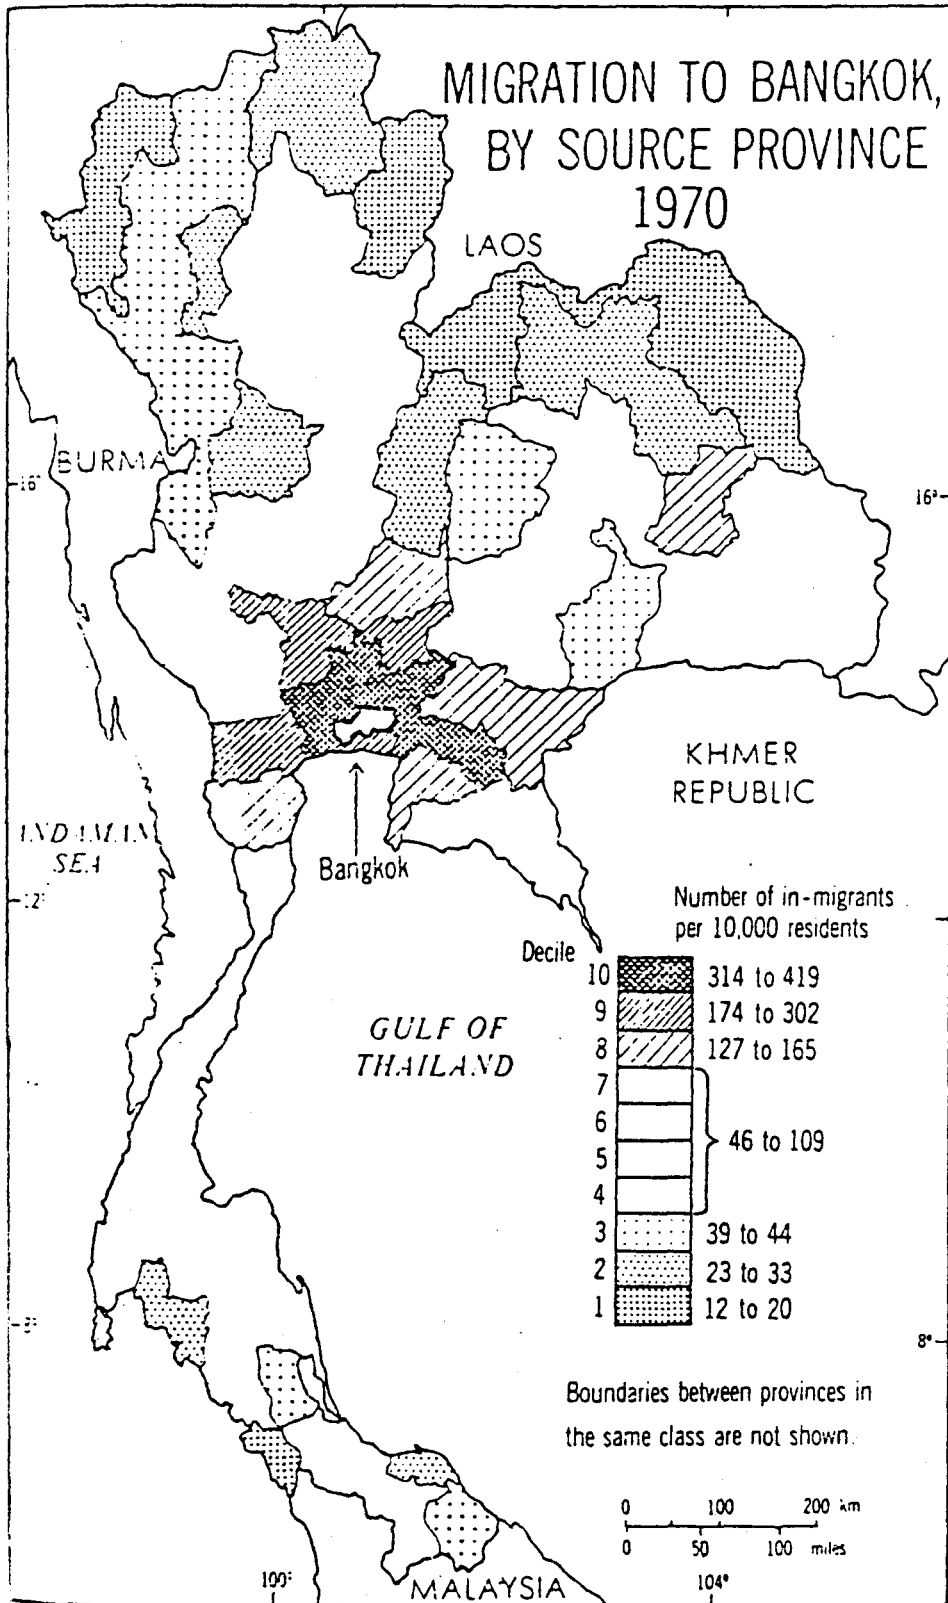 MIGRATION TO BANGKOK,
BY SOURCE PROVINCE
1970
LAOS
BURMA
16°
16°
KHMER
REPUBLIC
ANDAMAN
SEA
Bangkok
12°
Number of in-migrants
per 10,000 residents
Decile
10 314 to 419
9 174 to 302
8 127 to 165
7
6
46 to 109
5
4
3 39 to 44
2 23 to 33
1 12 to 20
GULF OF
THAILAND
8°
8°
Boundaries between provinces in
the same class are not shown.
0 100 200 km
0 50 100 miles
100°
MALAYSIA
104°